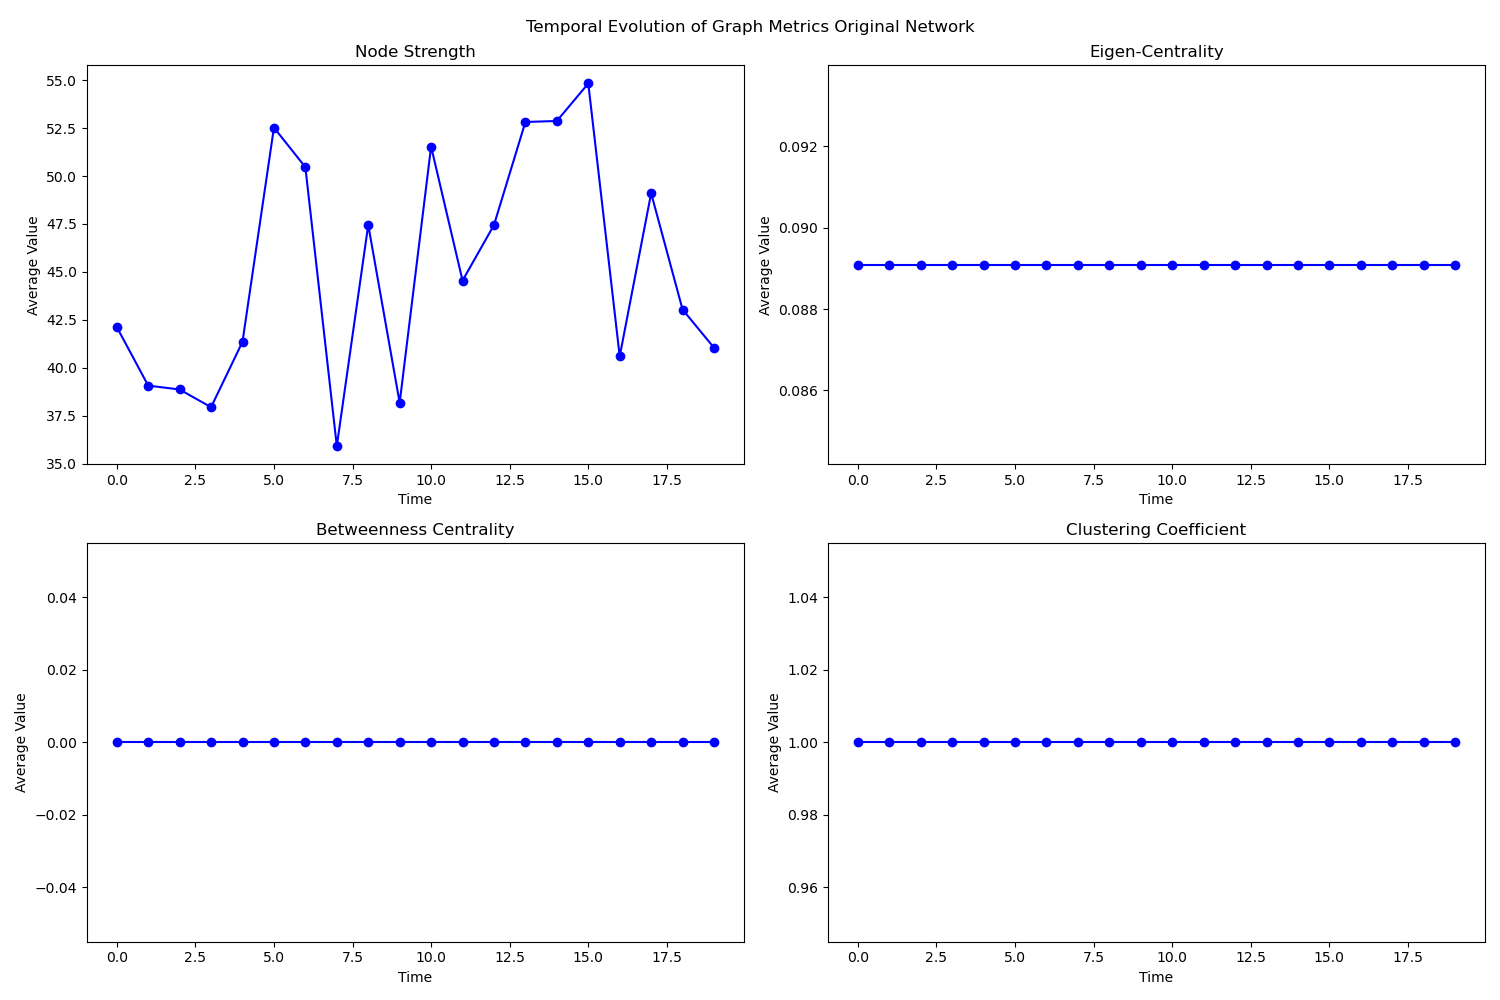 Temporal Evolution of Graph Metrics Original Network
Node Strength
55.0
52.5
50.0
47.5
45.0
42.5
40.0
37.5
35.0
Average Value
0.0 2.5 5.0 7.5 10.0 12.5 15.0 17.5
Time
Eigen-Centrality
0.092
0.090
0.088
0.086
Average Value
0.0 2.5 5.0 7.5 10.0 12.5 15.0 17.5
Time
Betweenness Centrality
0.04
0.02
0.00
−0.02
−0.04
Average Value
0.0 2.5 5.0 7.5 10.0 12.5 15.0 17.5
Time
Clustering Coefficient
1.04
1.02
1.00
0.98
0.96
Average Value
0.0 2.5 5.0 7.5 10.0 12.5 15.0 17.5
Time